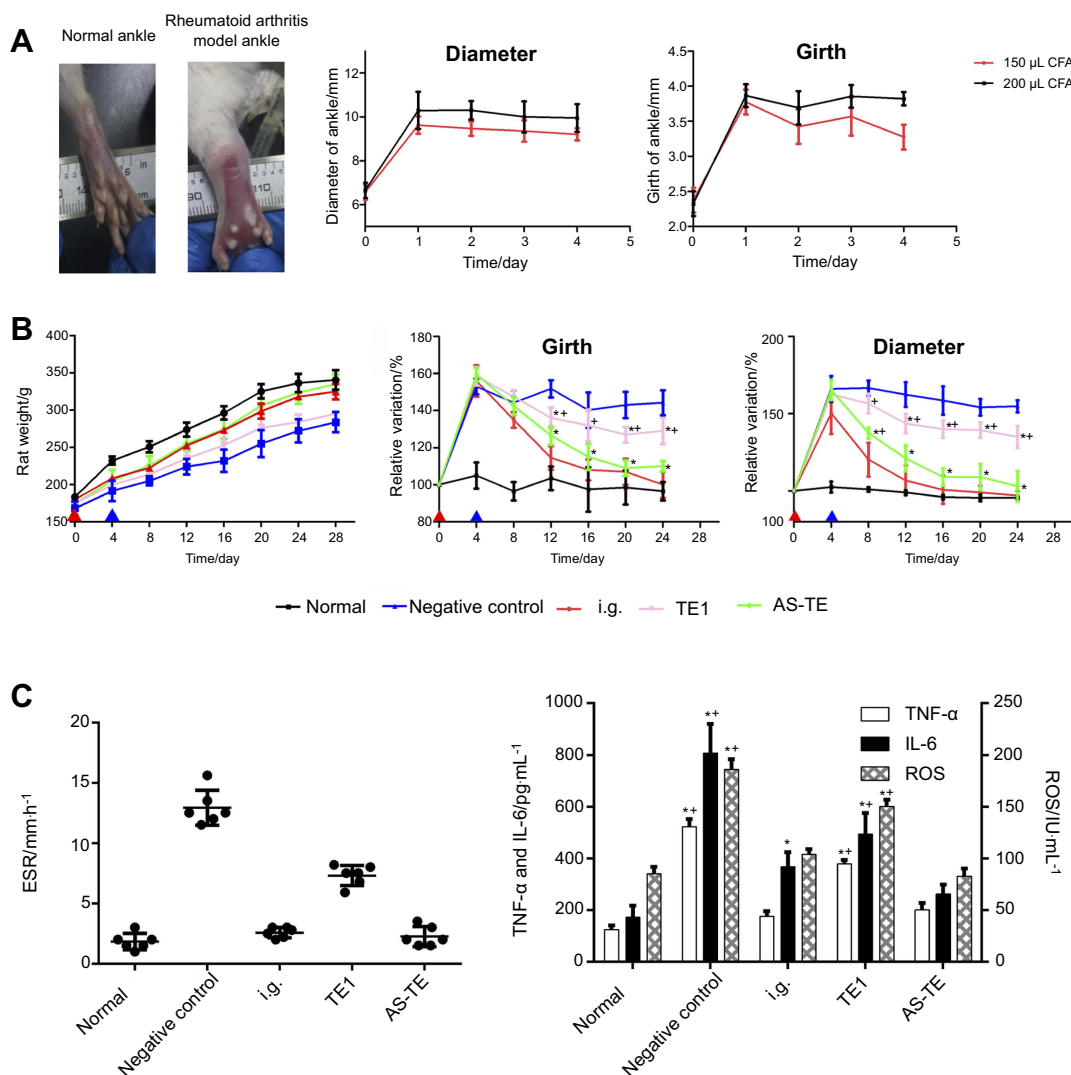 A
Normal ankle
Rheumatoid arthritis
model ankle
Diameter
Diameter of ankle/mm
12
10
8
6
0 1 2 3 4 5
Time/day
Girth
Girth of ankle/mm
4.5
4.0
3.5
3.0
2.5
2.0
0 1 2 3 4 5
Time/day
150 µL CFA
200 µL CFA
B
Rat weight/g
400
350
300
250
200
150
0 4 8 12 16 20 24 28
Time/day
Girth
Relative variation/%
180
160
140
120
100
80
*+ *+ *+ *+
* * * *
0 4 8 12 16 20 24 28
Time/day
Diameter
Relative variation/%
200
150
100
+ *+ *+ *+ *+
*+ * * * *
0 4 8 12 16 20 24 28
Time/day
Normal Negative control i.g. TE1 AS-TE
C
ESR/mm·h-1
20
15
10
5
0
Normal
Negative control
i.g.
TE1
AS-TE
TNF-α and IL-6/pg·mL-1
1000
800
600
400
200
0
*+ *+ *+
*
*+ *+ *+
TNF-α
IL-6
ROS
250
200
150
100
50
0
ROS/IU·mL-1
Normal
Negative control
i.g.
TE1
AS-TE